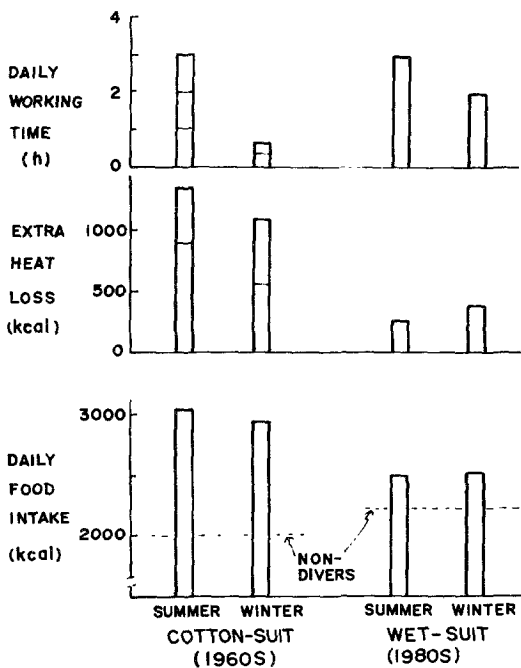 DAILY
WORKING
TIME
(h)
4
2
0
EXTRA
HEAT
LOSS
(kcal)
1000
500
0
DAILY
FOOD
INTAKE
(kcal)
3000
2000
NON-
DIVERS
SUMMER WINTER SUMMER WINTER
COTTON-SUIT WET-SUIT
(1960S) (1980S)